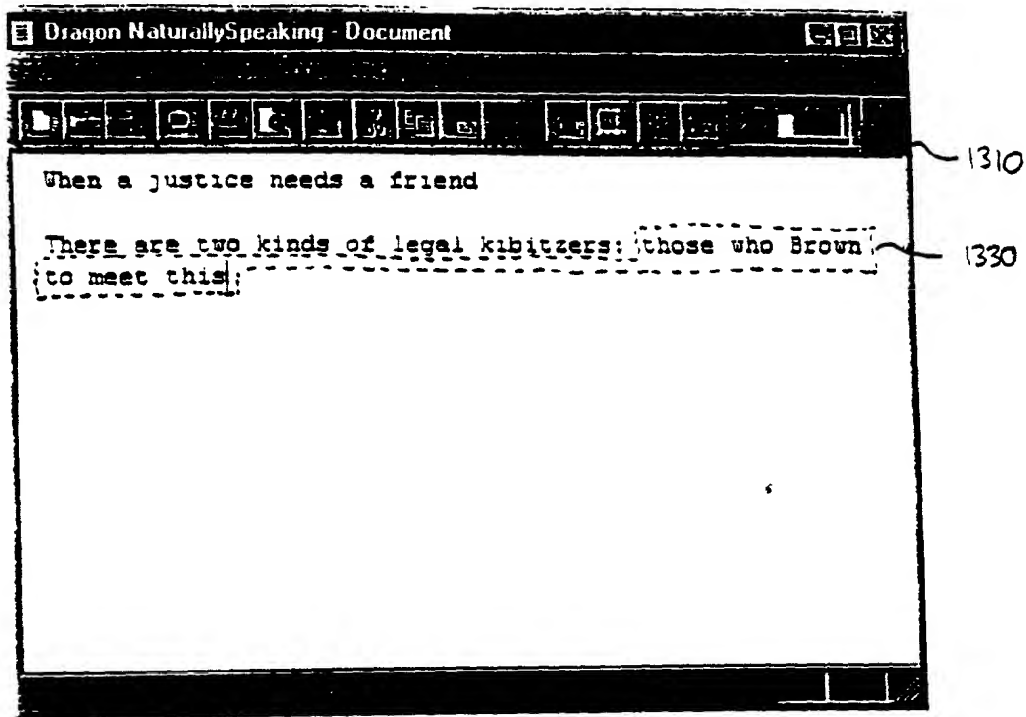 Dragon NaturallySpeaking - Document
1310
When a justice needs a friend
There are two kinds of legal kibitzers: those who Brown
1330
to meet this